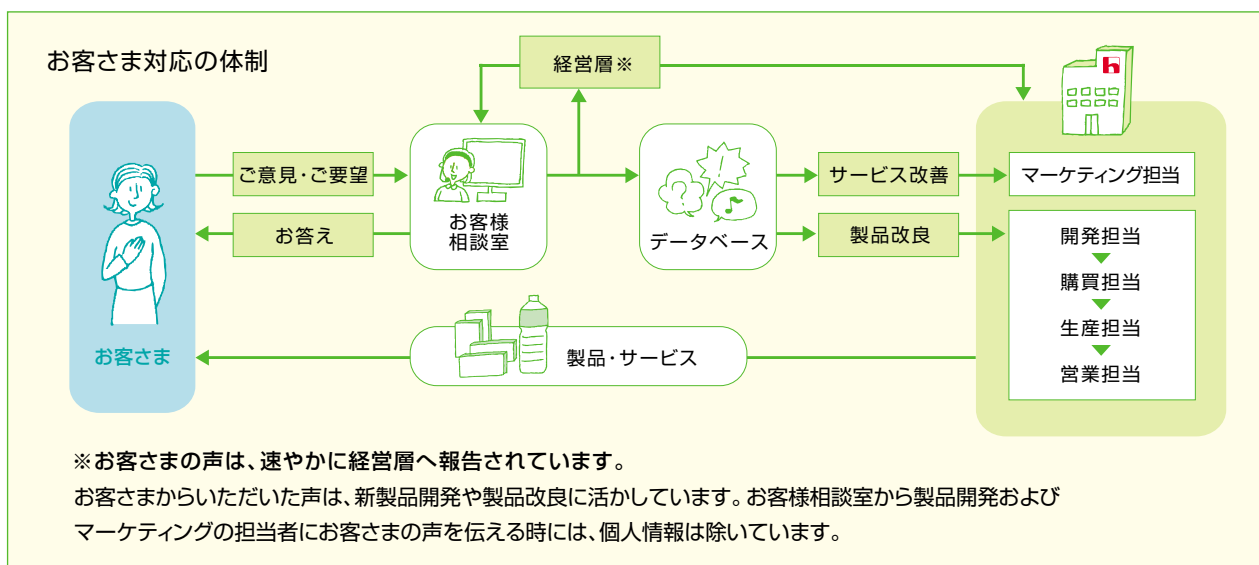 お客さま対応の体制
経営層※
h
ご意見・ご要望
お答え
お客さま
お客様
相談室
データベース
サービス改善
製品改良
マーケティング担当
開発担当
購買担当
生産担当
営業担当
製品・サービス
※お客さまの声は、速やかに経営層へ報告されています。
お客さまからいただいた声は、新製品開発や製品改良に活かしています。お客様相談室から製品開発および
マーケティングの担当者にお客さまの声を伝える時には、個人情報は除いています。